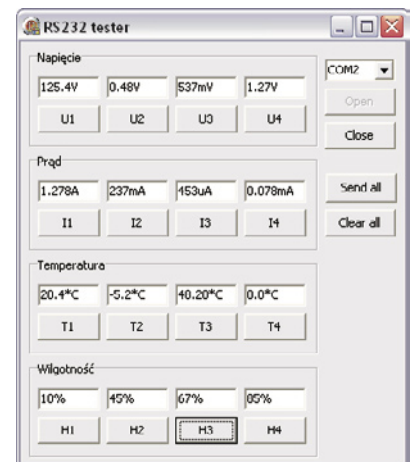 RS232 tester
Napięcie
125.4V 0.48V 537mV 1.27V
U1 U2 U3 U4
COM2
Open
Close
Prąd
1.278A 237mA 453uA 0.078mA
I1 I2 I3 I4
Send all
Clear all
Temperatura
20.4*C -5.2*C 40.20*C 0.0*C
T1 T2 T3 T4
Wilgotność
10% 45% 67% 85%
H1 H2 H3 H4